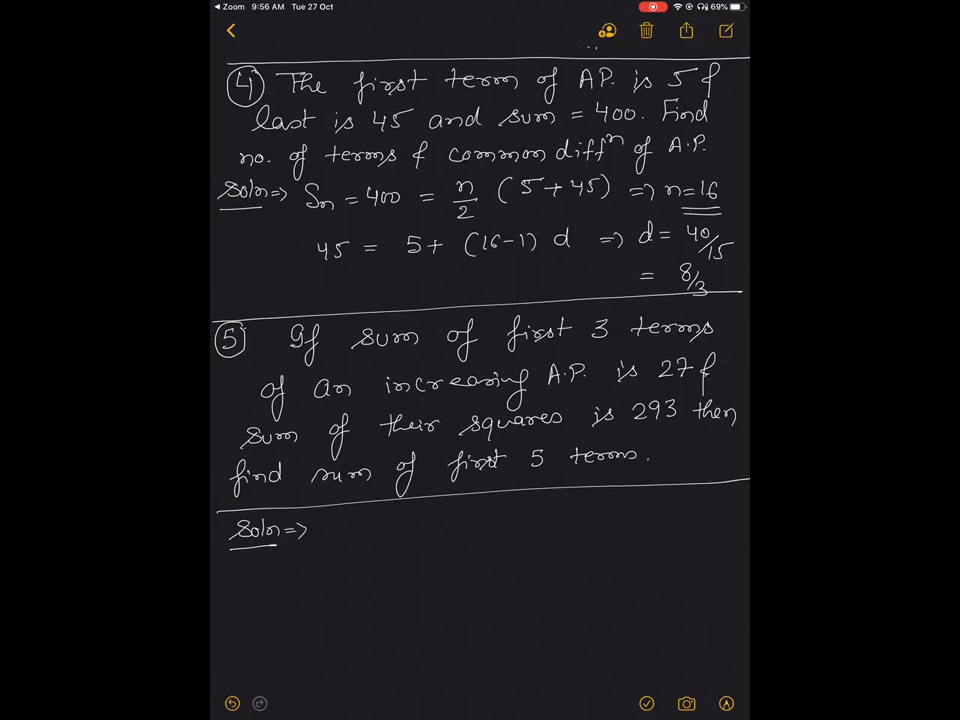 Zoom 9:56 AM Tue 27 Oct 69%
④ The first term of AP. is 5 &
last is 45 and sum = 400. Find
no. of terms & common diffⁿ of A.P.
Soln ⇒ Sₙ = 400 = n/2 (5+45) ⇒ n=16
45 = 5+ (16-1) d ⇒ d = 40/15
= 8/3
⑤ If sum of first 3 terms
of an increasing A.P. is 27 &
sum of their squares is 293 then
find sum of first 5 terms.
Soln ⇒